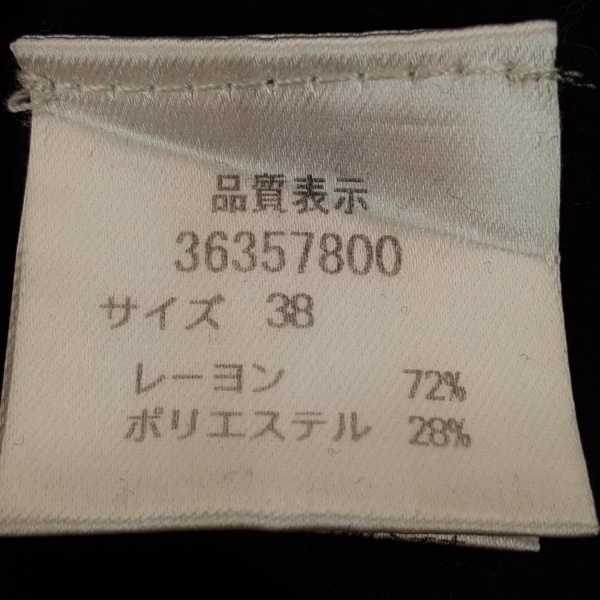 品質表示
36357800
サイズ 38
レーヨン 72%
ポリエステル 28%